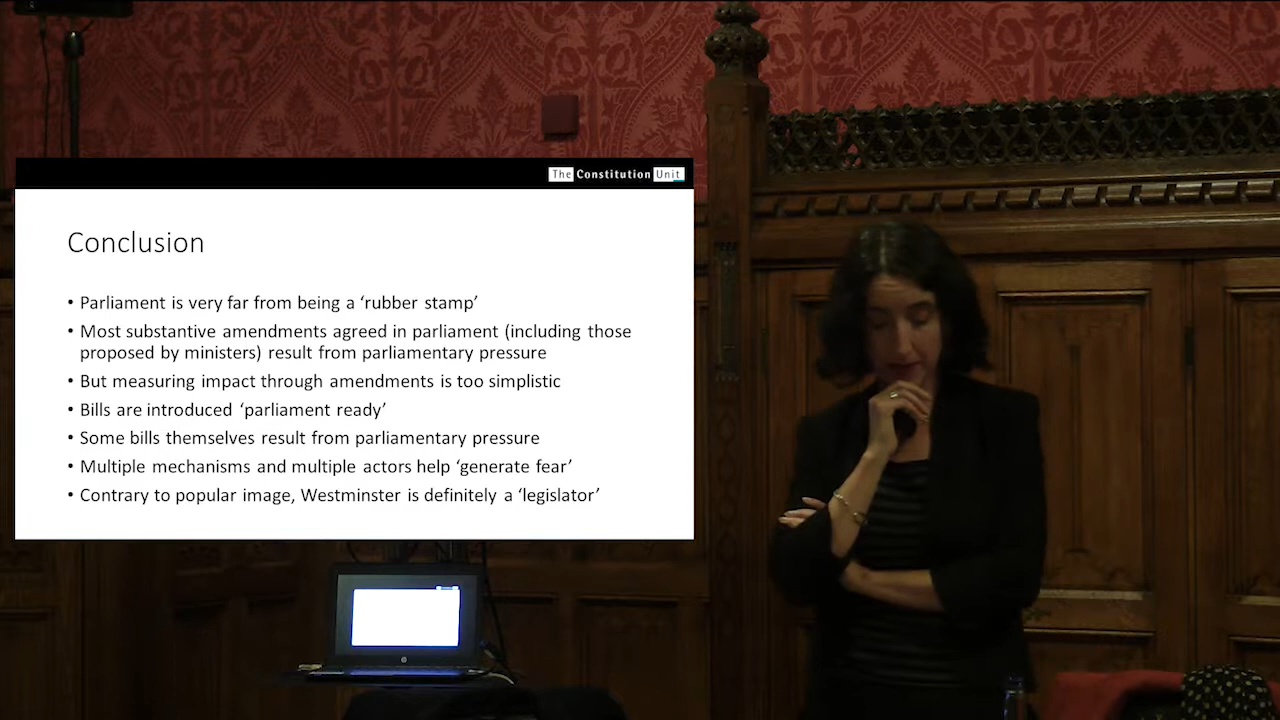 The Constitution Unit
Conclusion
• Parliament is very far from being a ‘rubber stamp’
• Most substantive amendments agreed in parliament (including those
proposed by ministers) result from parliamentary pressure
• But measuring impact through amendments is too simplistic
• Bills are introduced ‘parliament ready’
• Some bills themselves result from parliamentary pressure
• Multiple mechanisms and multiple actors help ‘generate fear’
• Contrary to popular image, Westminster is definitely a ‘legislator’